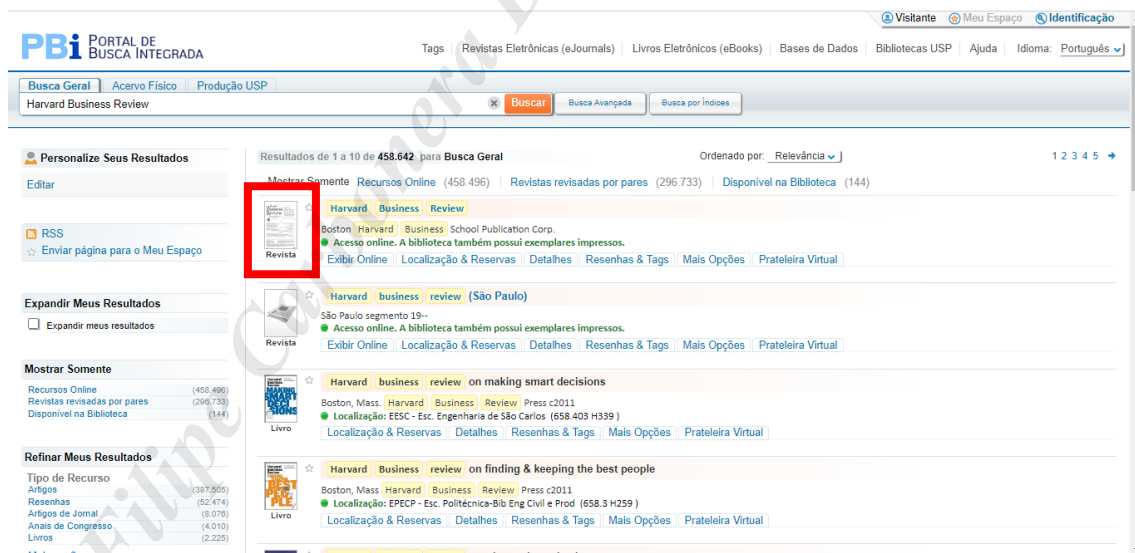 Visitante Meu Espaço Identificação
PBi PORTAL DE BUSCA INTEGRADA
Tags Revistas Eletrônicas (eJournals) Livros Eletrônicos (eBooks) Bases de Dados Bibliotecas USP Ajuda Idioma: Português
Busca Geral Acervo Físico Produção USP
Harvard Business Review Buscar Busca Avançada Busca por Índices
Personalize Seus Resultados
Editar
RSS
Enviar página para o Meu Espaço
Expandir Meus Resultados
Expandir meus resultados
Mostrar Somente
Recursos Online (458.496)
Revistas revisadas por pares (296.733)
Disponível na Biblioteca (144)
Refinar Meus Resultados
Tipo de Recurso
Artigos (387.505)
Resenhas (52.474)
Artigos de Jornal (8.076)
Anais de Congresso (4.010)
Livros (2.225)
Resultados de 1 a 10 de 458.642 para Busca Geral Ordenado por: Relevância 1 2 3 4 5
Mostrar Somente Recursos Online (458.496) Revistas revisadas por pares (296.733) Disponível na Biblioteca (144)
Harvard Business Review
Boston Harvard Business School Publication Corp.
Acesso online. A biblioteca também possui exemplares impressos.
Revista
Exibir Online Localização & Reservas Detalhes Resenhas & Tags Mais Opções Prateleira Virtual
Harvard business review (São Paulo)
São Paulo segmento 19--
Acesso online. A biblioteca também possui exemplares impressos.
Revista
Exibir Online Localização & Reservas Detalhes Resenhas & Tags Mais Opções Prateleira Virtual
Harvard business review on making smart decisions
MAKING SMART DECISIONS
Boston, Mass. Harvard Business Review Press c2011
Localização: EESC - Esc. Engenharia de São Carlos (658.403 H339 )
Livro
Localização & Reservas Detalhes Resenhas & Tags Mais Opções Prateleira Virtual
Harvard Business review on finding & keeping the best people
BEST PEOPLE
Boston, Mass Harvard Business Review Press c2011
Localização: EPECP - Esc. Politécnica-Bib Eng Civil e Prod (658.3 H259 )
Livro
Localização & Reservas Detalhes Resenhas & Tags Mais Opções Prateleira Virtual
Filipe Carbonera